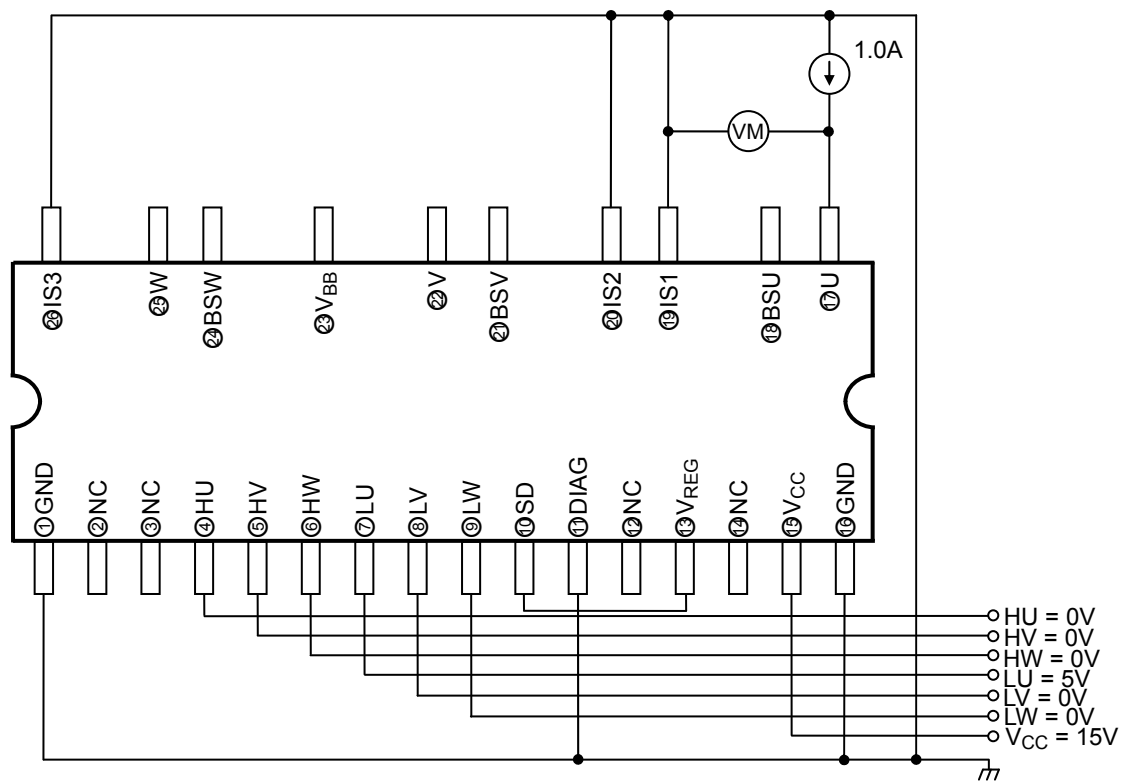 1.0A
VM
㉖IS3
㉕W
㉔BSW
㉓VBB
㉒V
㉑BSV
⑳IS2
⑲IS1
⑱BSU
⑰U
①GND
②NC
③NC
④HU
⑤HV
⑥HW
⑦LU
⑧LV
⑨LW
⑩SD
⑪DIAG
⑫NC
⑬VREG
⑭NC
⑮VCC
⑯GND
HU = 0V
HV = 0V
HW = 0V
LU = 5V
LV = 0V
LW = 0V
VCC = 15V